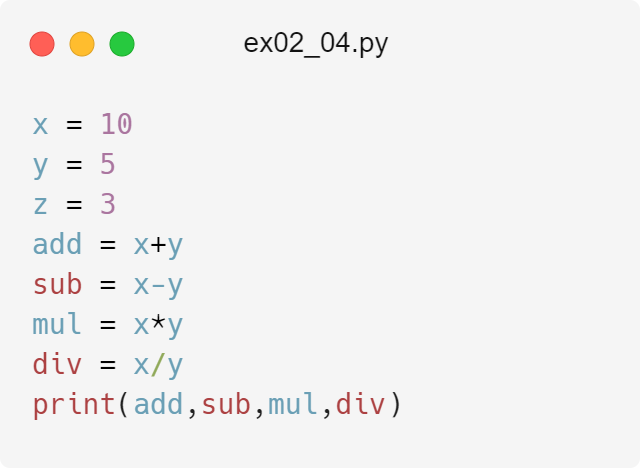 ex02_04.py
x = 10
y = 5
z = 3
add = x+y
sub = x-y
mul = x*y
div = x/y
print(add,sub,mul,div)